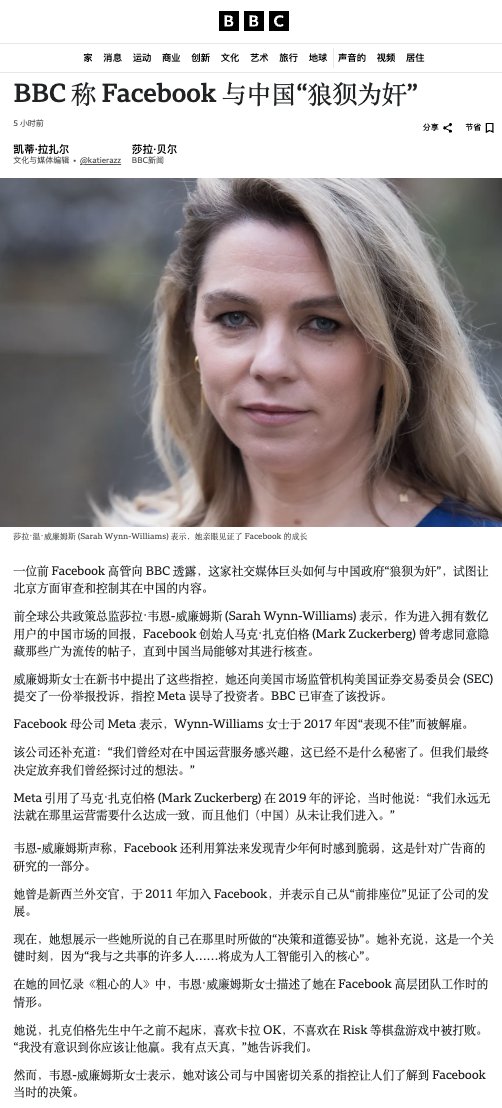 BBC
家 消息 运动 商业 创新 文化 艺术 旅行 地球 声音的 视频 居住
BBC 称 Facebook 与中国“狼狈为奸”
5 小时前
分享 节省
凯蒂·拉扎尔 莎拉·贝尔
文化与媒体编辑 • @katierazz BBC新闻
莎拉·温·威廉姆斯 (Sarah Wynn-Williams) 表示，她亲眼见证了 Facebook 的成长
一位前 Facebook 高管向 BBC 透露，这家社交媒体巨头如何与中国政府“狼狈为奸”，试图让
北京方面审查和控制其在中国的内容。
前全球公共政策总监莎拉·韦恩-威廉姆斯 (Sarah Wynn-Williams) 表示，作为进入拥有数亿
用户的中国市场的回报，Facebook 创始人马克·扎克伯格 (Mark Zuckerberg) 曾考虑同意隐
藏那些广为流传的帖子，直到中国当局能够对其进行核查。
威廉姆斯女士在新书中提出了这些指控，她还向美国市场监管机构美国证券交易委员会 (SEC)
提交了一份举报投诉，指控 Meta 误导了投资者。BBC 已审查了该投诉。
Facebook 母公司 Meta 表示，Wynn-Williams 女士于 2017 年因“表现不佳”而被解雇。
该公司还补充道：“我们曾经对在中国运营服务感兴趣，这已经不是什么秘密了。但我们最终
决定放弃我们曾经探讨过的想法。”
Meta 引用了马克·扎克伯格 (Mark Zuckerberg) 在 2019 年的评论，当时他说：“我们永远无
法就在那里运营需要什么达成一致，而且他们（中国）从未让我们进入。”
韦恩-威廉姆斯声称，Facebook 还利用算法来发现青少年何时感到脆弱，这是针对广告商的
研究的一部分。
她曾是新西兰外交官，于 2011 年加入 Facebook，并表示自己从“前排座位”见证了公司的发
展。
现在，她想展示一些她所说的自己在那里时所做的“决策和道德妥协”。她补充说，这是一个关
键时刻，因为“我与之共事的许多人……将成为人工智能引入的核心”。
在她的回忆录《粗心的人》中，韦恩·威廉姆斯女士描述了她在 Facebook 高层团队工作时的
情形。
她说，扎克伯格先生中午之前不起床，喜欢卡拉 OK，不喜欢在 Risk 等棋盘游戏中被打败。
“我没有意识到你应该让他赢。我有点天真，”她告诉我们。
然而，韦恩-威廉姆斯女士表示，她对该公司与中国密切关系的指控让人们了解到 Facebook
当时的决策。